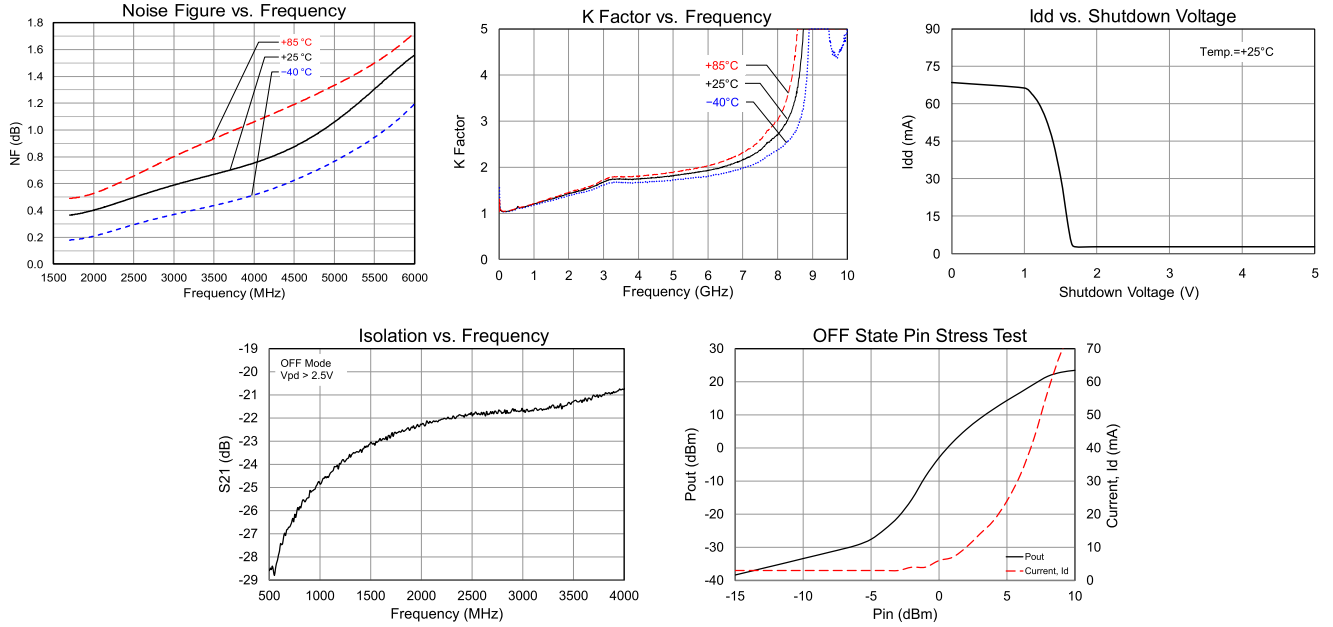 Noise Figure vs. Frequency
NF (dB)
1.8
1.6
1.4
1.2
1.0
0.8
0.6
0.4
0.2
0.0
+85 °C
+25 °C
−40 °C
1500 2000 2500 3000 3500 4000 4500 5000 5500 6000
Frequency (MHz)
K Factor vs. Frequency
K Factor
5
4
3
2
1
0
+85°C
+25°C
−40°C
0 1 2 3 4 5 6 7 8 9 10
Frequency (GHz)
Idd vs. Shutdown Voltage
Idd (mA)
90
75
60
45
30
15
0
Temp.=+25°C
0 1 2 3 4 5
Shutdown Voltage (V)
Isolation vs. Frequency
S21 (dB)
-19
-20
-21
-22
-23
-24
-25
-26
-27
-28
-29
OFF Mode
Vpd > 2.5V
500 1000 1500 2000 2500 3000 3500 4000
Frequency (MHz)
OFF State Pin Stress Test
Pout (dBm)
30
20
10
0
-10
-20
-30
-40
Current, Id (mA)
70
60
50
40
30
20
10
0
Pout
Current, Id
-15 -10 -5 0 5 10
Pin (dBm)